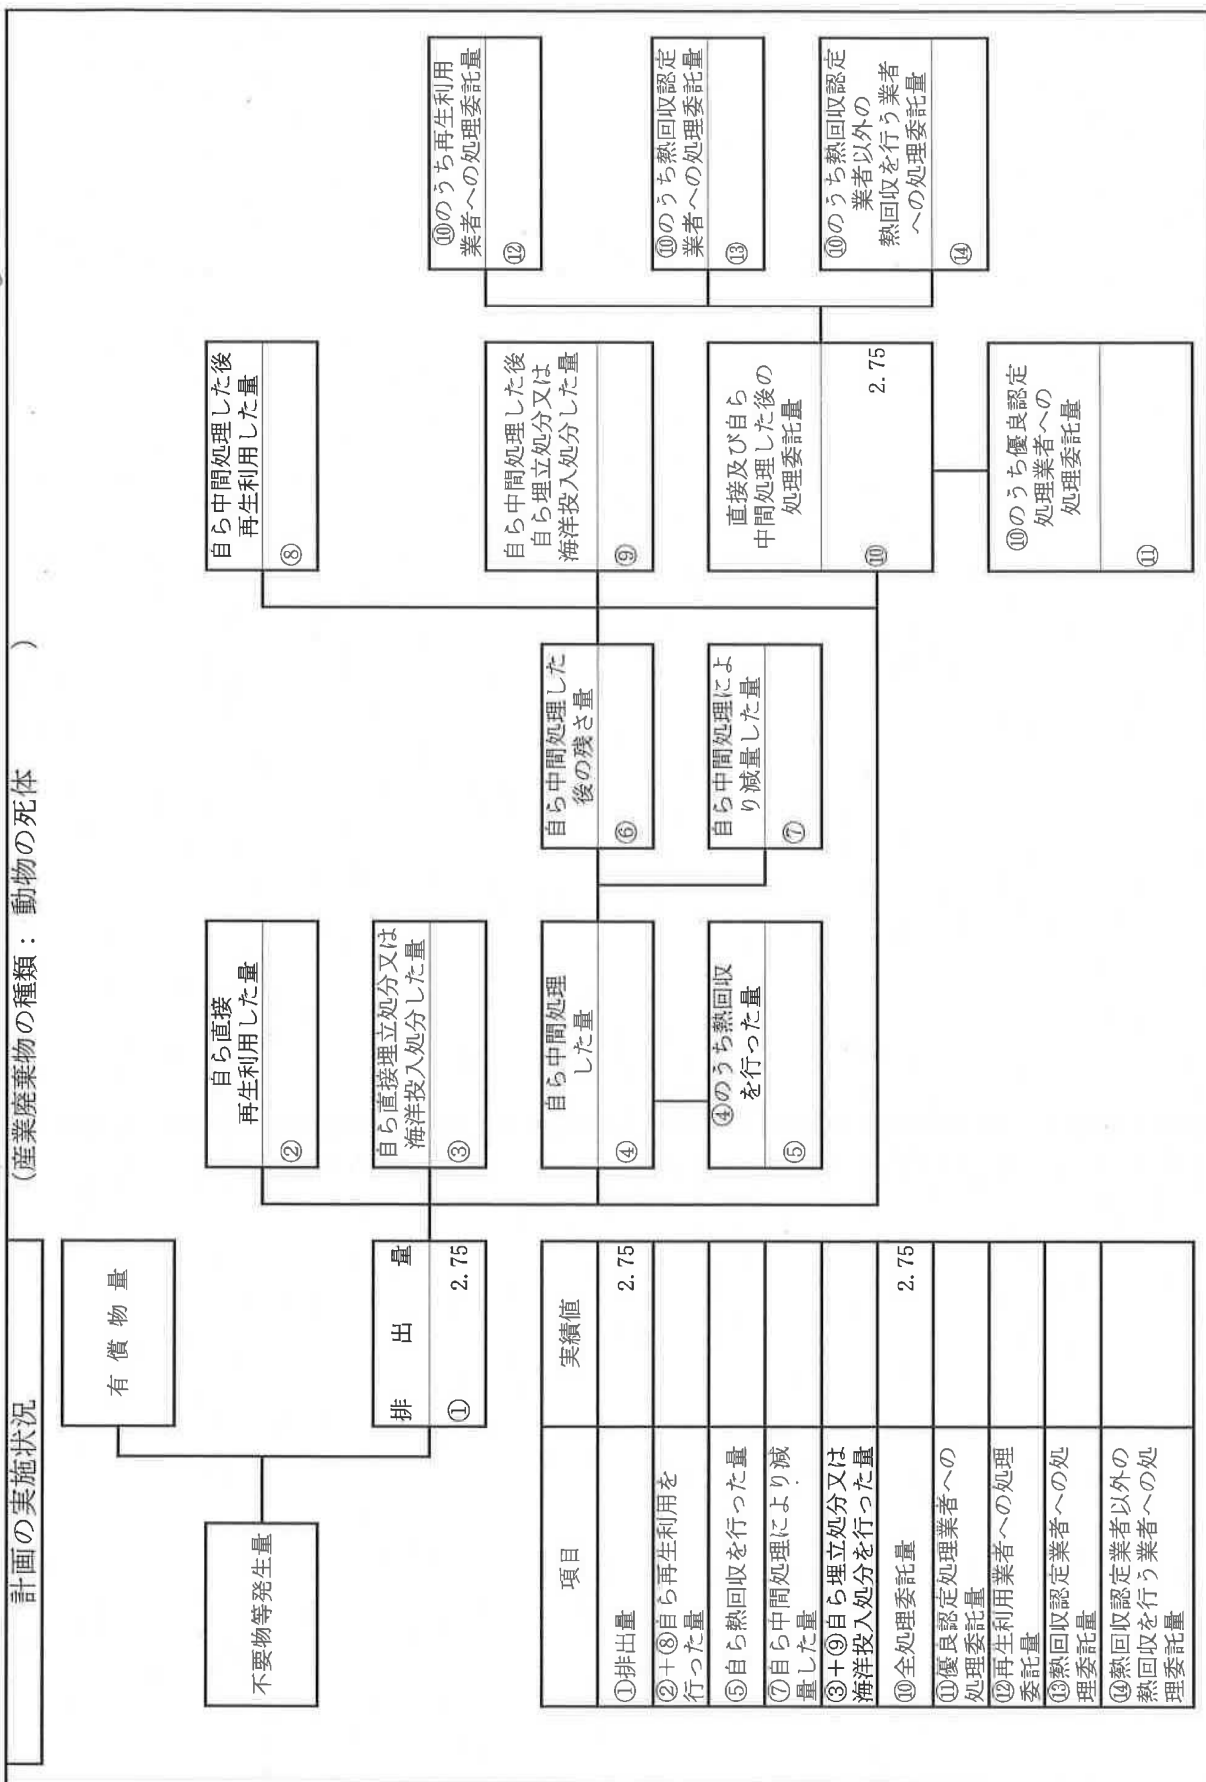 計画の実施状況
(産業廃棄物の種類： 動物の死体 )
不要物等発生量
有償物量
排出量
① 2.75
自ら直接
再生利用した量
②
自ら直接埋立処分又は
海洋投入処分した量
③
自ら中間処理
した量
④
④のうち熱回収
を行った量
⑤
自ら中間処理した
後の残さ量
⑥
自ら中間処理によ
り減量した量
⑦
自ら中間処理した後
再生利用した量
⑧
自ら中間処理した後
自ら埋立処分又は
海洋投入処分した量
⑨
直接及び自ら
中間処理した後の
処理委託量
⑩ 2.75
⑩のうち優良認定
処理業者への
処理委託量
⑪
⑩のうち再生利用
業者への処理委託量
⑫
⑩のうち熱回収認定
業者への処理委託量
⑬
⑩のうち熱回収認定
業者以外の
熱回収を行う業者
への処理委託量
⑭
項目 実績値
①排出量 2.75
②+⑧自ら再生利用を
行った量
⑤自ら熱回収を行った量
⑦自ら中間処理により減
量した量
③+⑨自ら埋立処分又は
海洋投入処分を行った量
⑩全処理委託量 2.75
⑪優良認定処理業者への
処理委託量
⑫再生利用業者への処理
委託量
⑬熱回収認定業者への処
理委託量
⑭熱回収認定業者以外の
熱回収を行う業者への処
理委託量